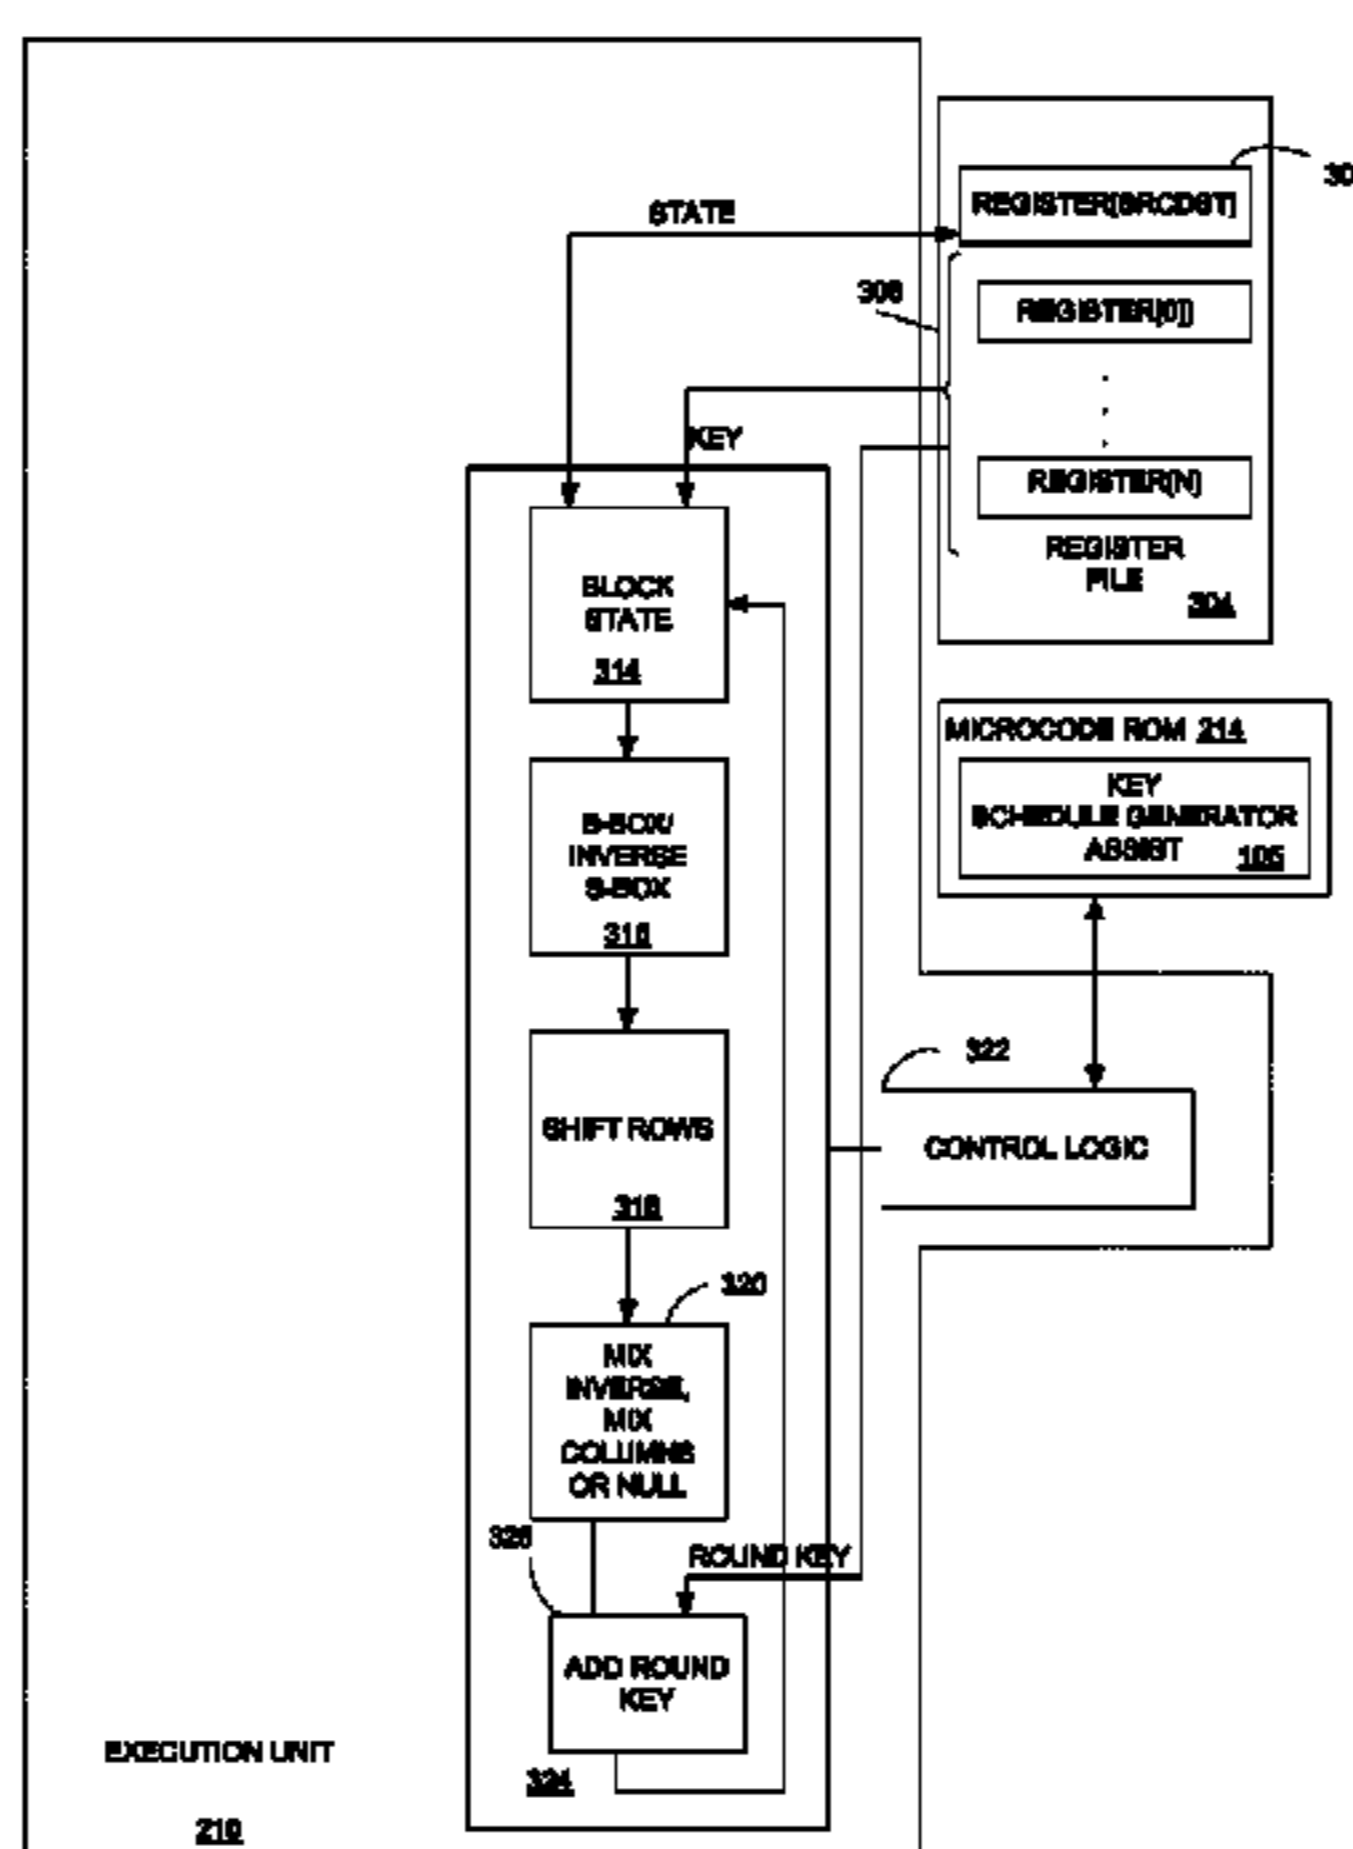 30
REGISTER[SRCDST]
STATE
308
REGISTER[0])
KEY
REGISTER[N]
REGISTER
FILE
304
BLOCK
STATE
314
MICROCODE ROM 214
KEY
SCHEDULE GENERATOR
ASSIST 105
S-BOX/
INVERSE
S-BOX
316
322
CONTROL LOGIC
SHIFT ROWS
318
320
MIX
INVERSE,
MIX
COLUMNS
OR NULL
ROUND KEY
ADD ROUND
KEY
324
EXECUTION UNIT
210